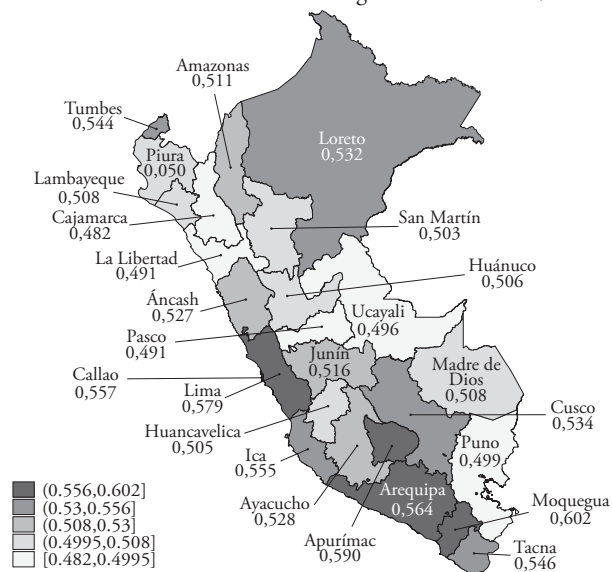 Amazonas
0,511
Tumbes
0,544
Loreto
0,532
Piura
0,050
Lambayeque
0,508
Cajamarca
0,482
San Martín
0,503
La Libertad
0,491
Huánuco
0,506
Áncash
0,527
Ucayali
0,496
Pasco
0,491
Junín
0,516
Madre de
Dios
0,508
Callao
0,557
Lima
0,579
Cusco
0,534
Huancavelica
0,505
Puno
0,499
Ica
0,555
Arequipa
0,564
Ayacucho
0,528
Moquegua
0,602
Apurímac
0,590
Tacna
0,546
(0.556,0.602]
(0.53,0.556]
(0.508,0.53]
(0.4995,0.508]
[0.482,0.4995]